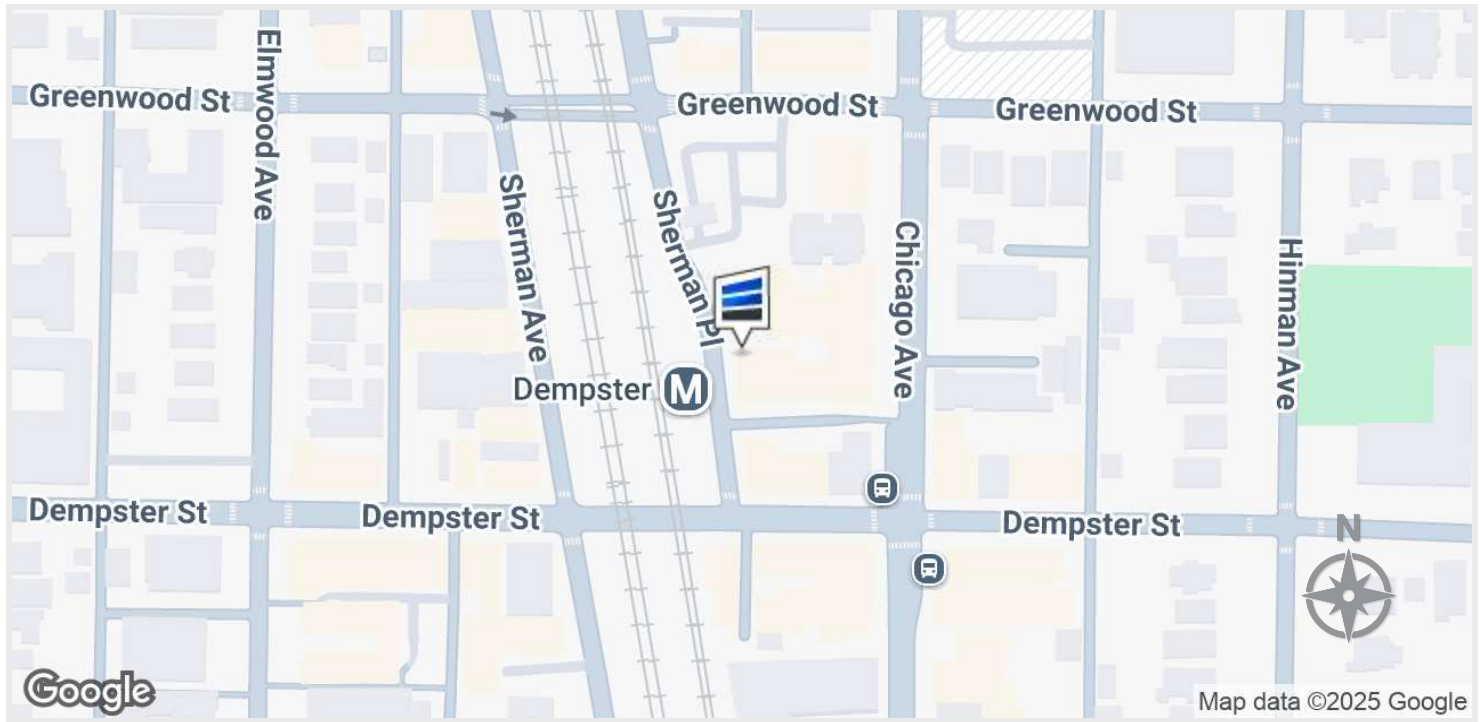 Elmwood Ave
Greenwood St
Greenwood St
Greenwood St
Sherman Ave
Sherman Pl
Chicago Ave
Hinman Ave
Dempster
M
Dempster St
Dempster St
Dempster St
N
Google
Map data ©2025 Google